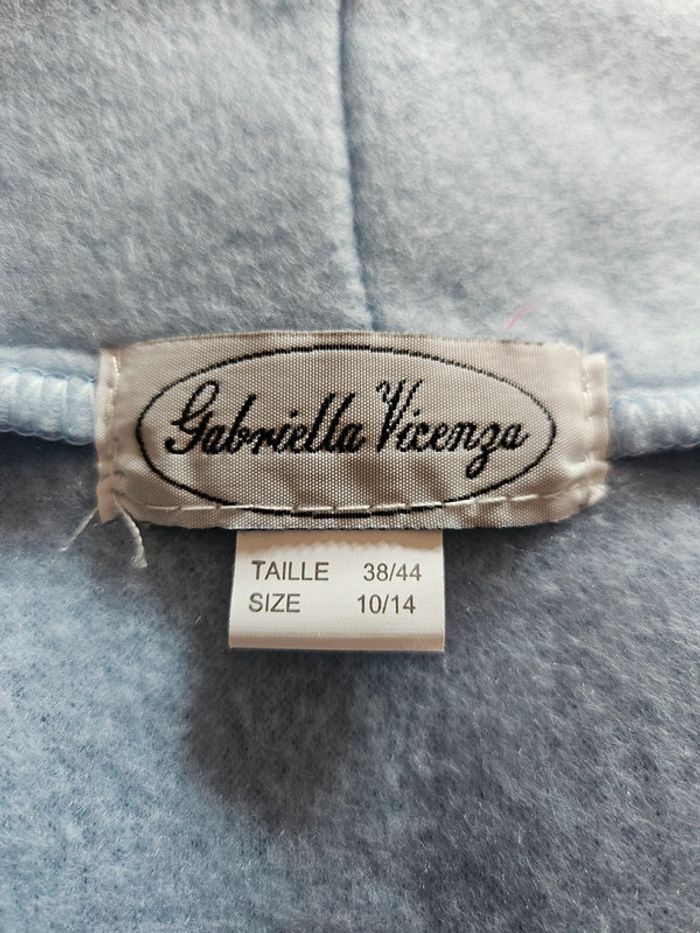 Gabriella Vicenza
TAILLE 38/44
SIZE 10/14